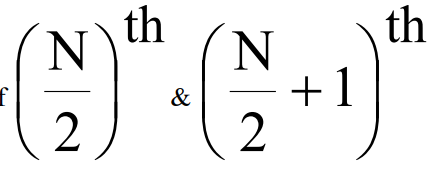 f (N/2)^th & (N/2 + 1)^th